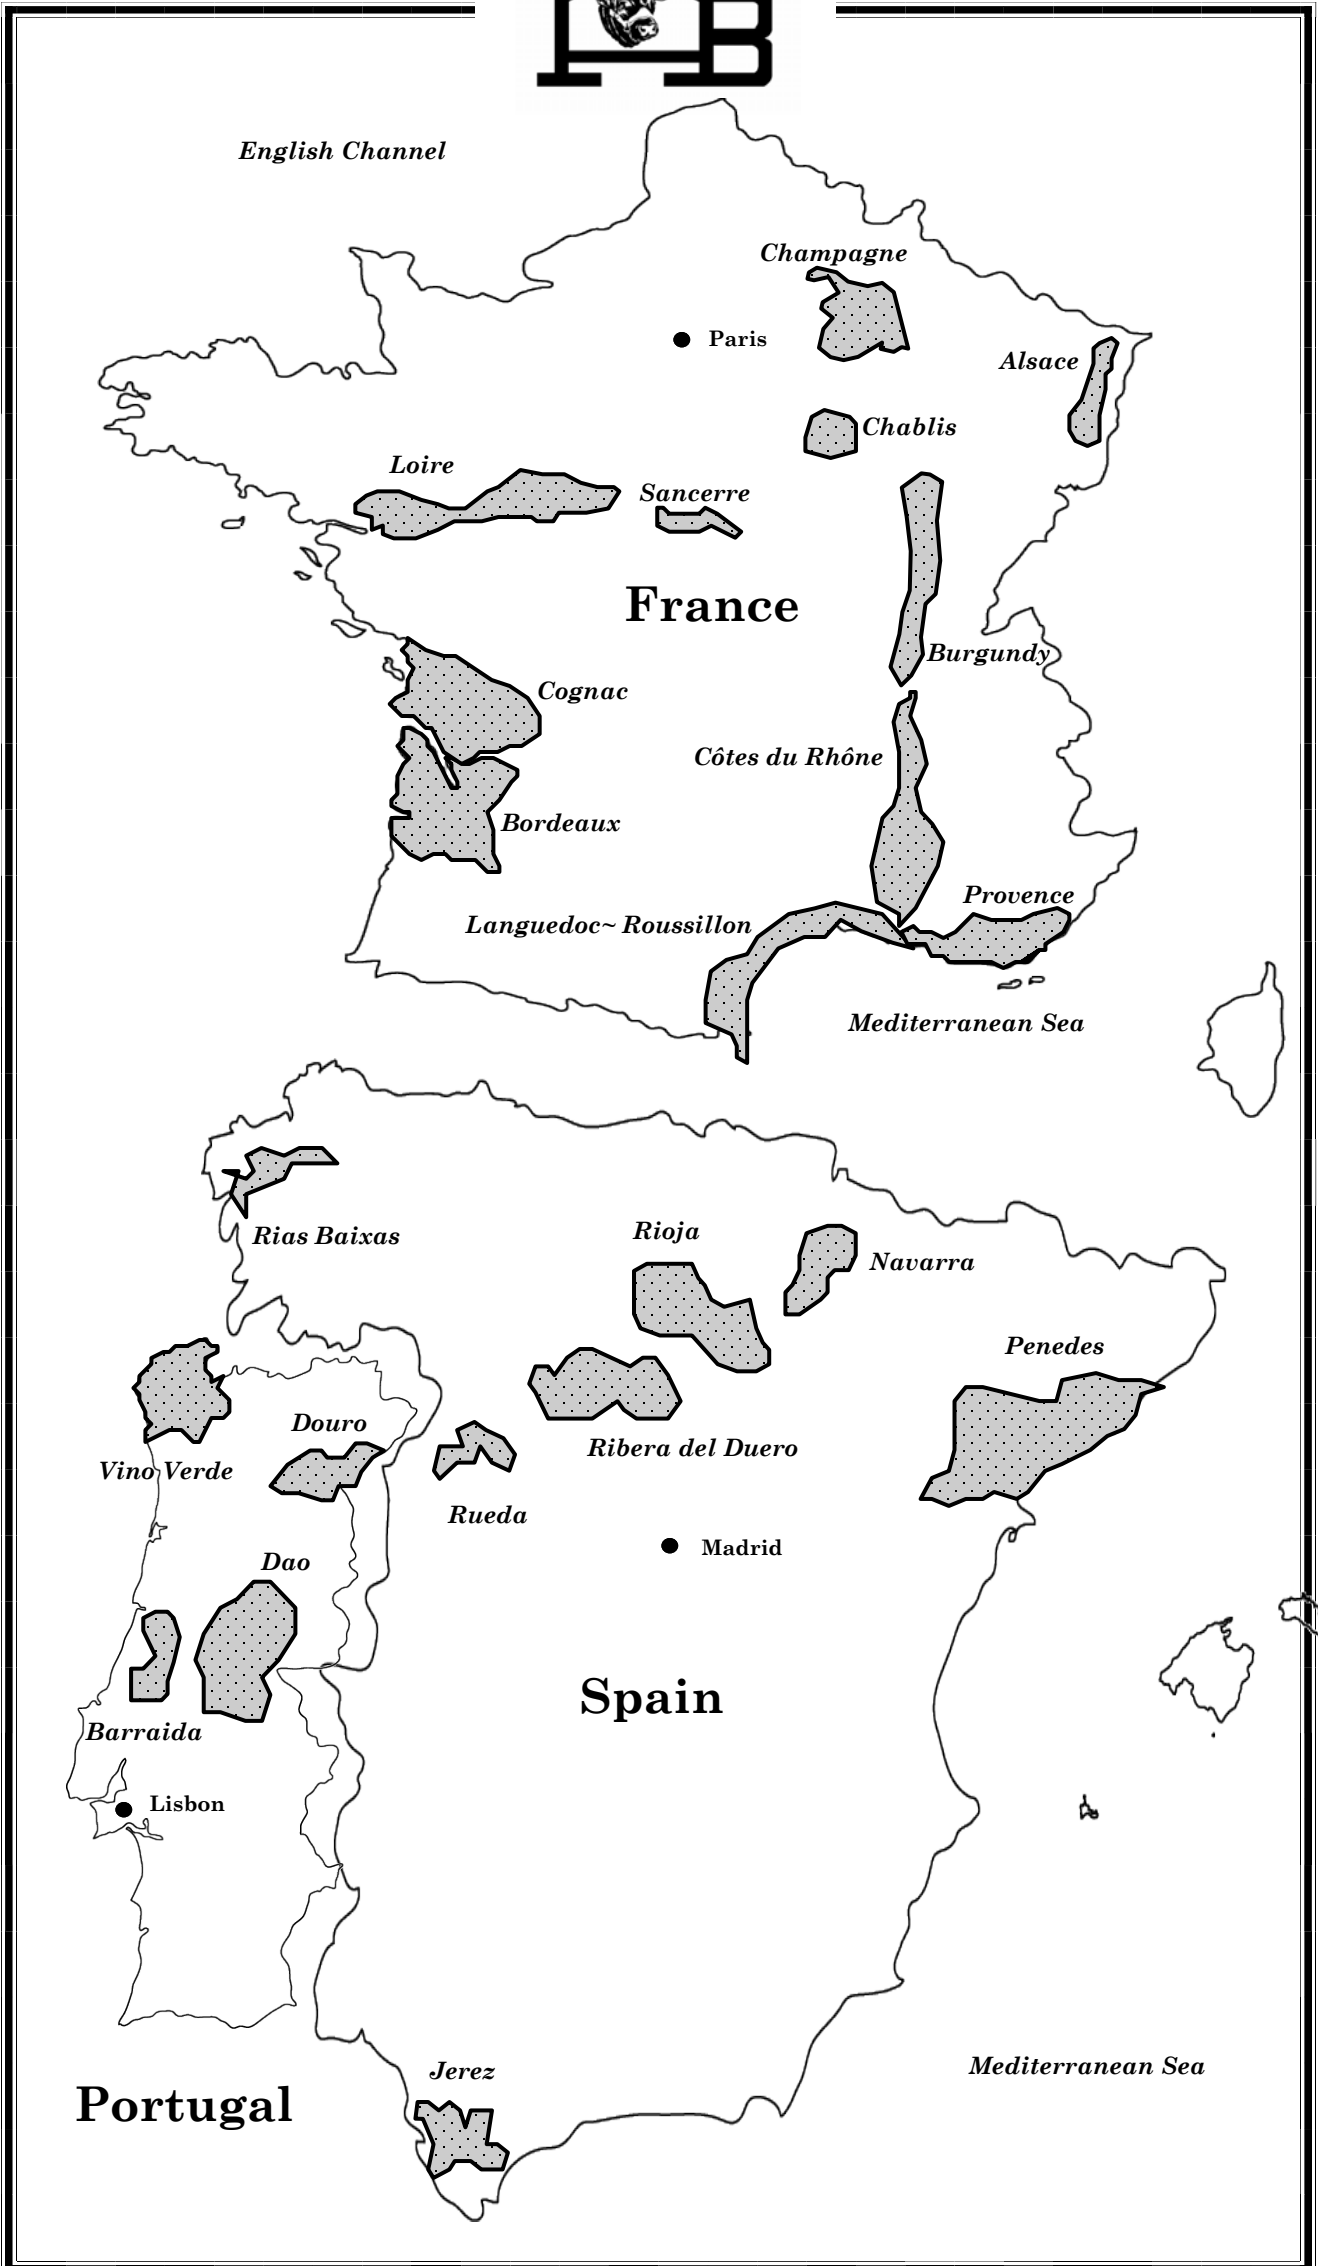 AB
English Channel
Champagne
Paris
Alsace
Chablis
Loire
Sancerre
France
Burgundy
Cognac
Côtes du Rhône
Bordeaux
Provence
Languedoc~ Roussillon
Mediterranean Sea
Rias Baixas
Rioja
Navarra
Penedes
Douro
Ribera del Duero
Vino Verde
Rueda
Madrid
Dao
Spain
Barraida
Lisbon
Mediterranean Sea
Jerez
Portugal